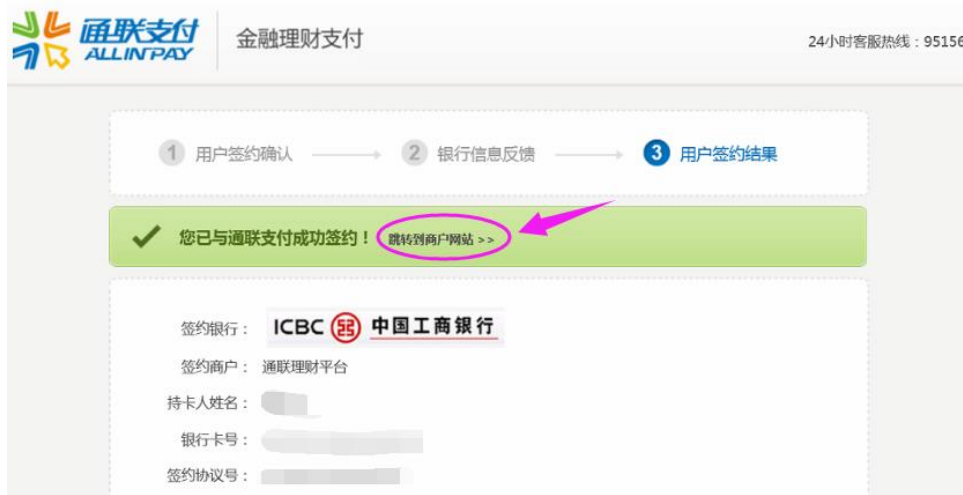 通联支付
ALLINPAY
金融理财支付
24小时客服热线：95156
1 用户签约确认
2 银行信息反馈
3 用户签约结果
您已与通联支付成功签约！ 跳转到商户网站 >>
签约银行： ICBC 中国工商银行
签约商户： 通联理财平台
持卡人姓名：
银行卡号：
签约协议号：